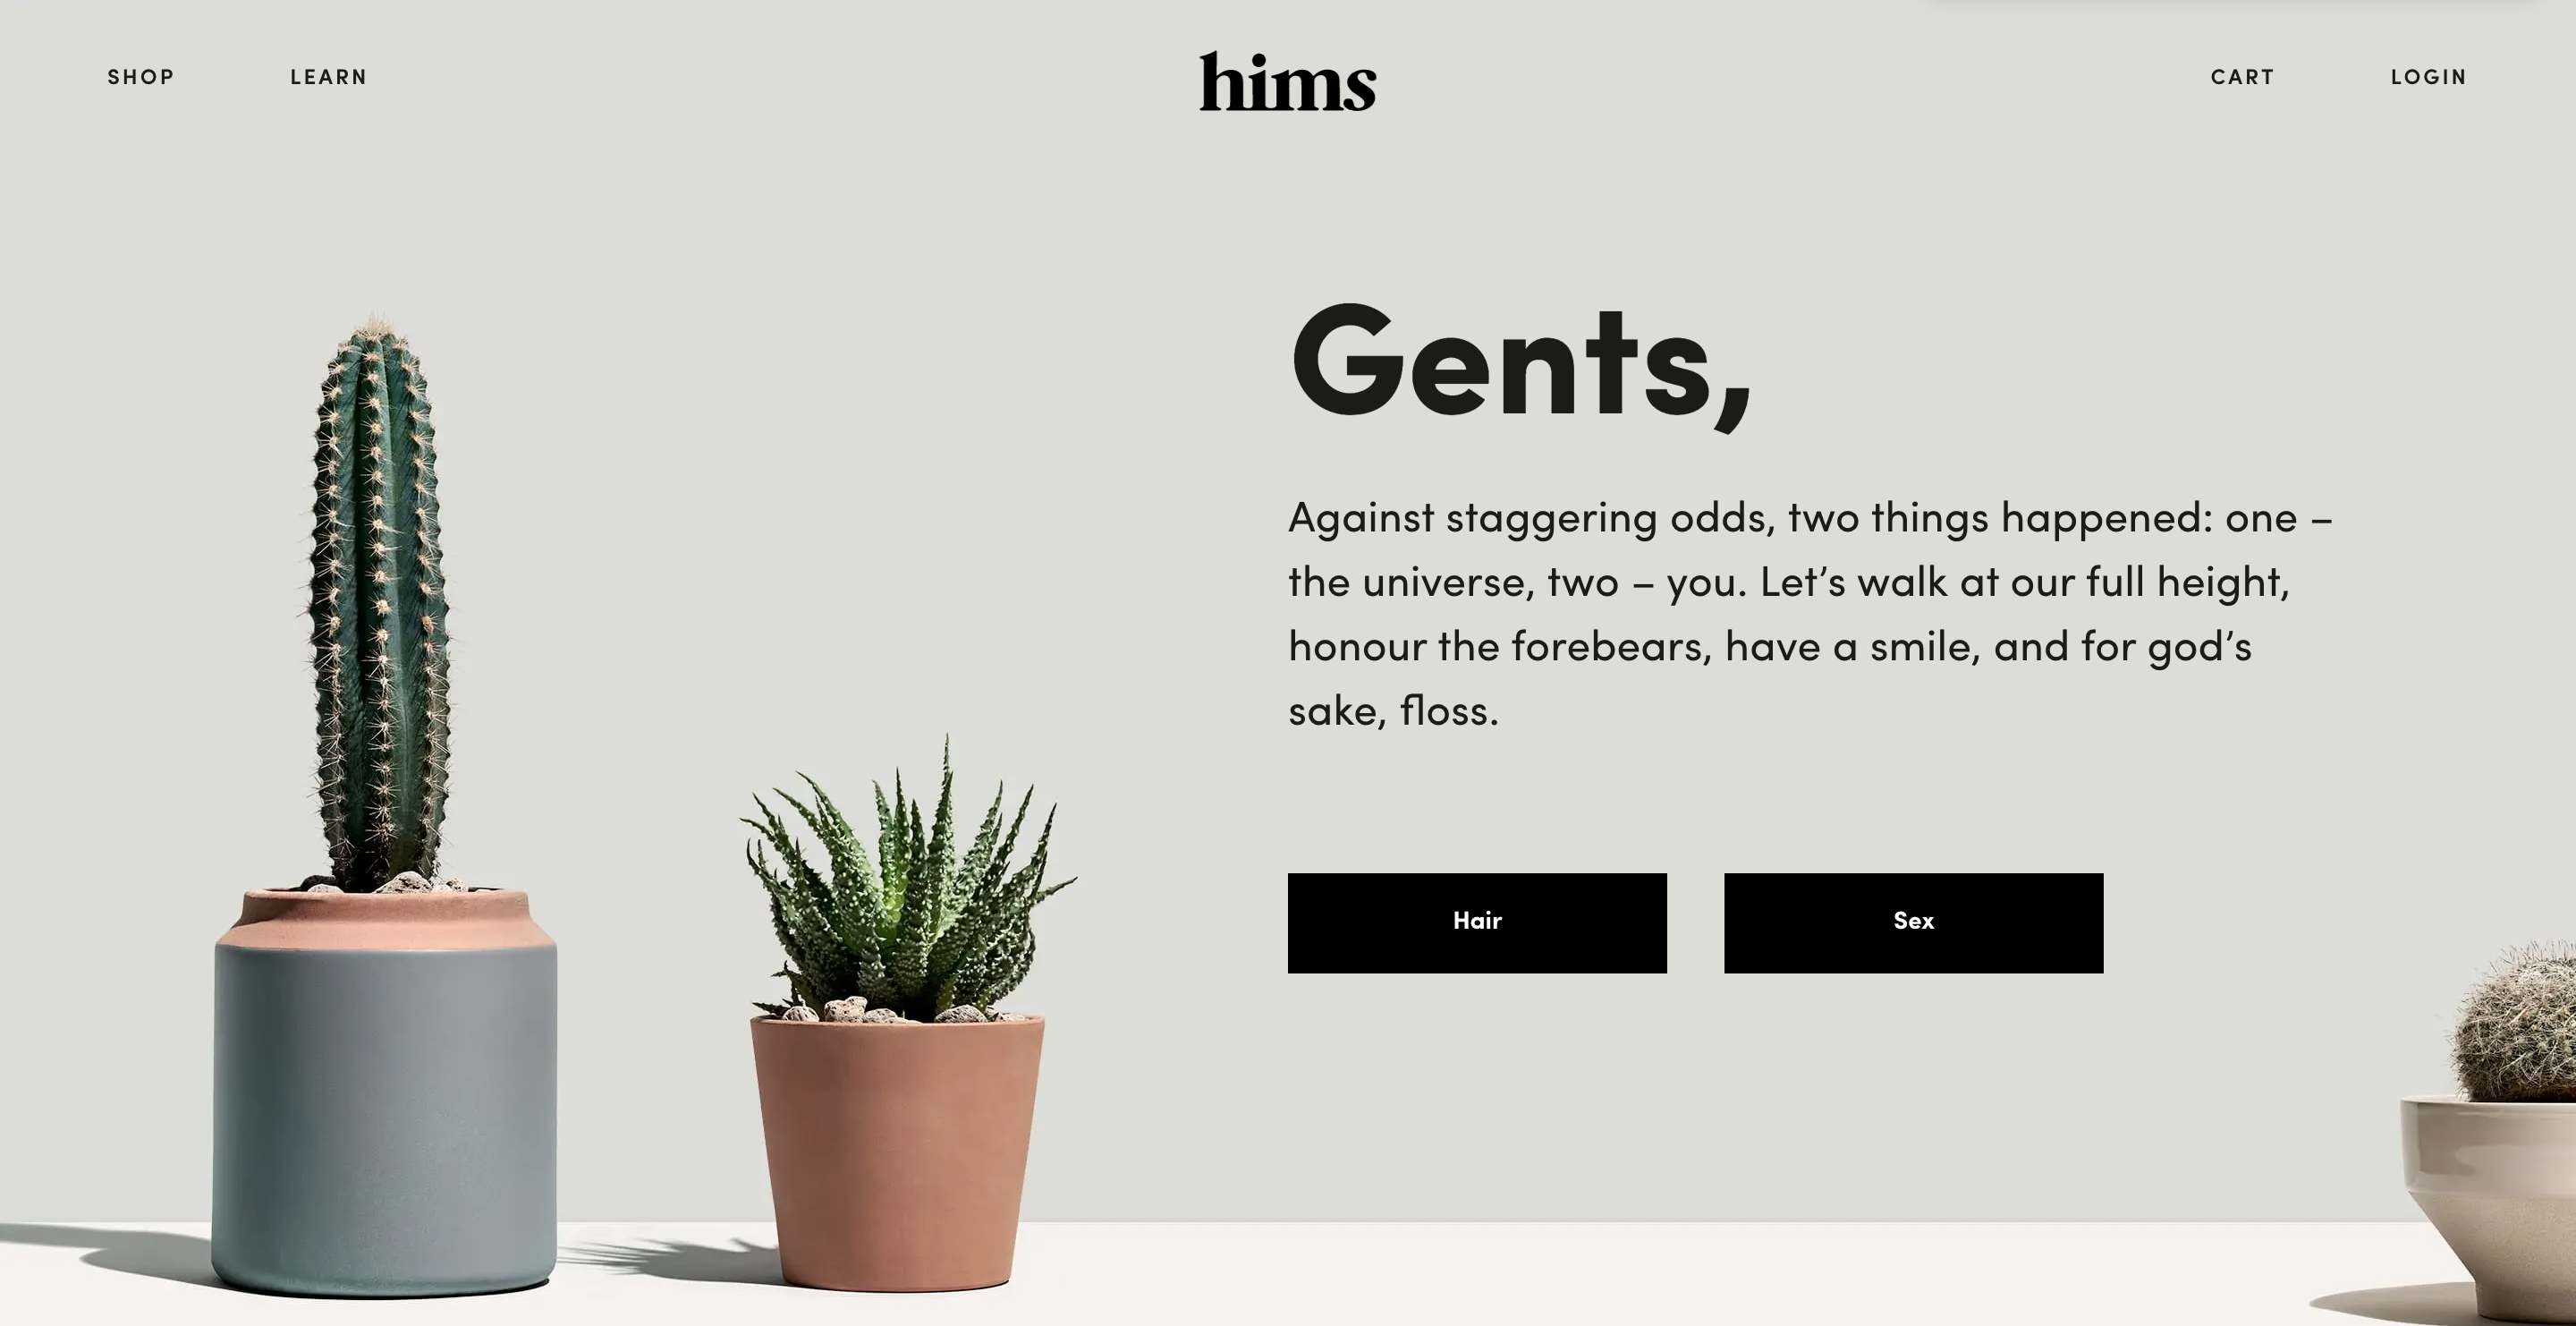 SHOP LEARN hims CART LOGIN
Gents,
Against staggering odds, two things happened: one –
the universe, two – you. Let’s walk at our full height,
honour the forebears, have a smile, and for god’s
sake, floss.
Hair Sex